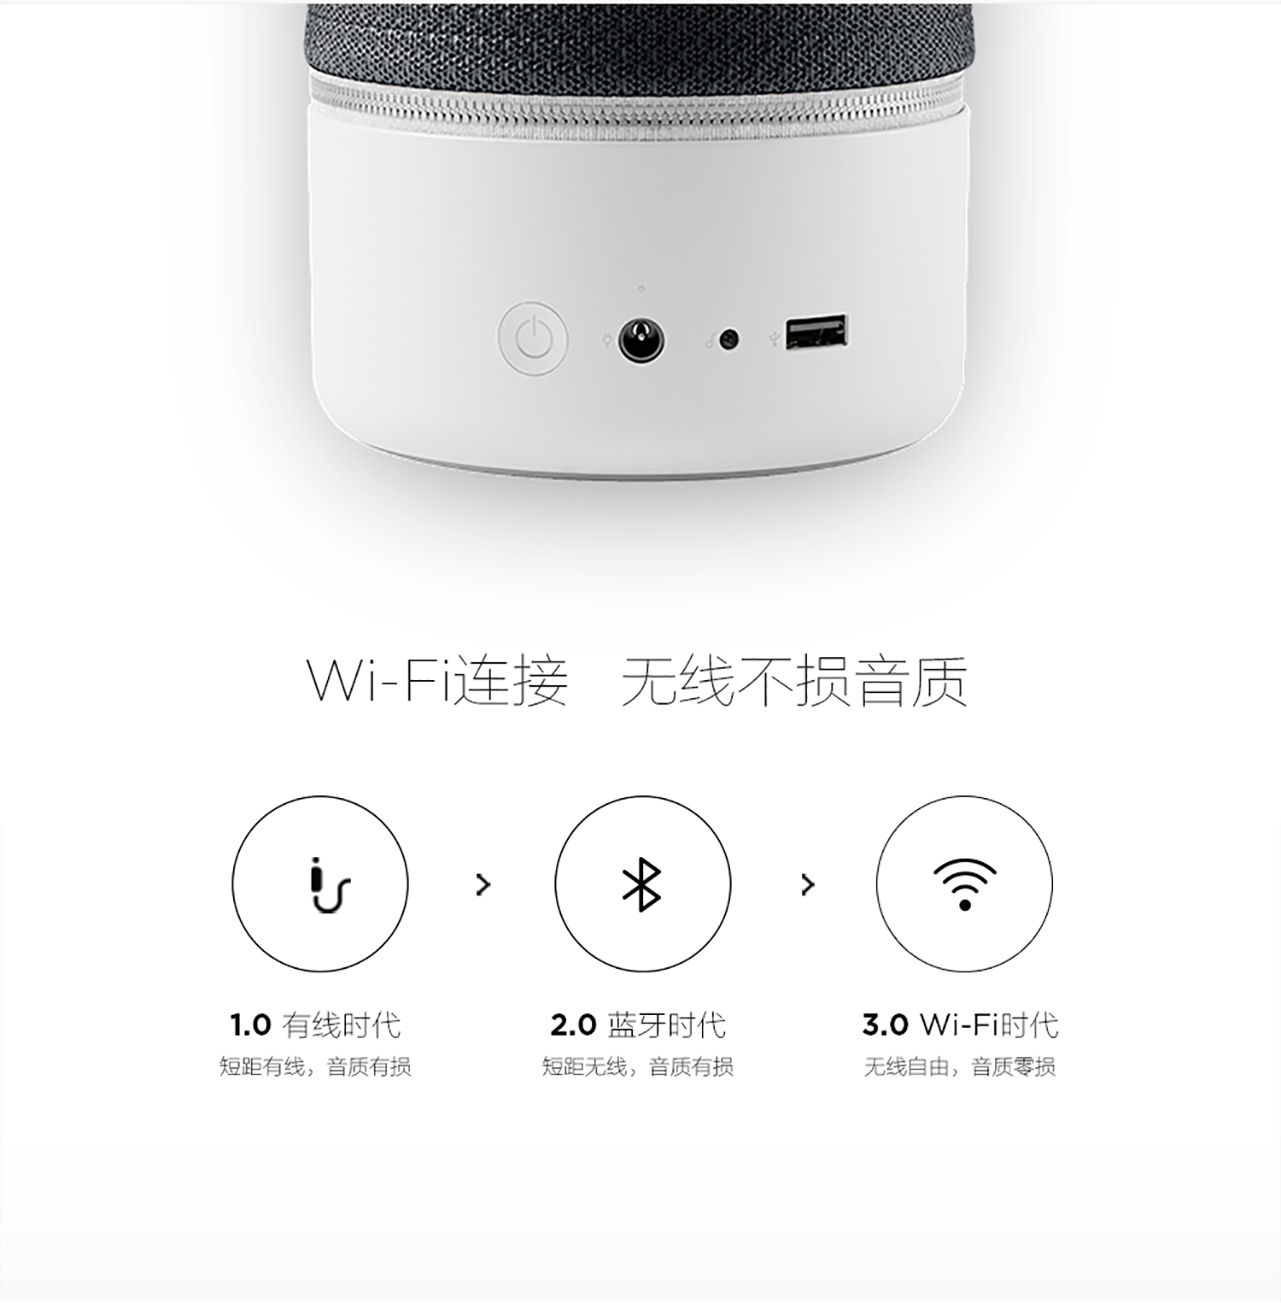 Wi-Fi连接 无线不损音质
1.0 有线时代
短距有线，音质有损
2.0 蓝牙时代
短距无线，音质有损
3.0 Wi-Fi时代
无线自由，音质零损